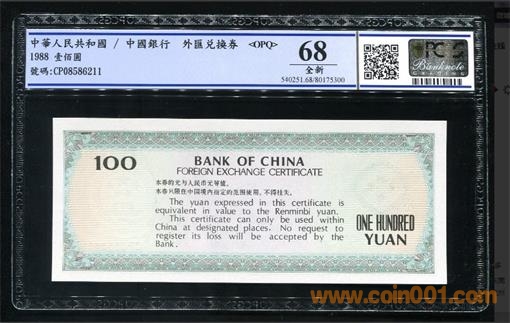 中華人民共和國 / 中國銀行 外匯兌換券 <OPQ>
1988 壹佰圓
號碼:CP08586211
68
全新
540251.68/80175300
PCG
Banknote
GRADING
100
BANK OF CHINA
FOREIGN EXCHANGE CERTIFICATE
本券的元与人民币元等值。
本券只限在中国境内指定的范围使用,不得挂失。
The yuan expressed in this certificate is
equivalent in value to the Renminbi yuan.
This certificate can only be used within
China at designated places. No request to
register its loss will be accepted by the
Bank.
ONE HUNDRED
YUAN
www.coin001.com